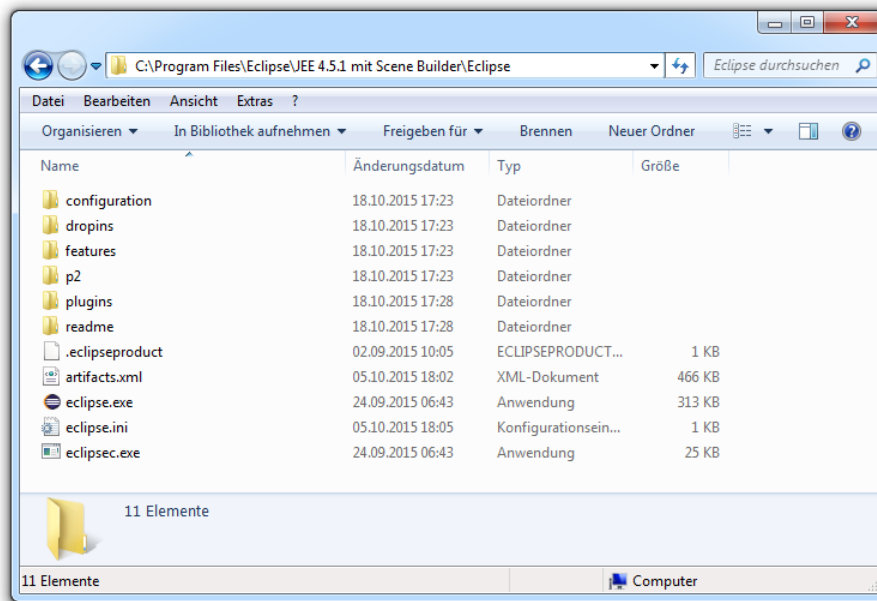 C:\Program Files\Eclipse\JEE 4.5.1 mit Scene Builder\Eclipse Eclipse durchsuchen
Datei Bearbeiten Ansicht Extras ?
Organisieren In Bibliothek aufnehmen Freigeben für Brennen Neuer Ordner
Name Änderungsdatum Typ Größe
configuration 18.10.2015 17:23 Dateiordner
dropins 18.10.2015 17:23 Dateiordner
features 18.10.2015 17:23 Dateiordner
p2 18.10.2015 17:23 Dateiordner
plugins 18.10.2015 17:28 Dateiordner
readme 18.10.2015 17:28 Dateiordner
.eclipseproduct 02.09.2015 10:05 ECLIPSEPRODUCT... 1 KB
artifacts.xml 05.10.2015 18:02 XML-Dokument 466 KB
eclipse.exe 24.09.2015 06:43 Anwendung 313 KB
eclipse.ini 05.10.2015 18:05 Konfigurationsein... 1 KB
eclipsec.exe 24.09.2015 06:43 Anwendung 25 KB
11 Elemente
11 Elemente Computer